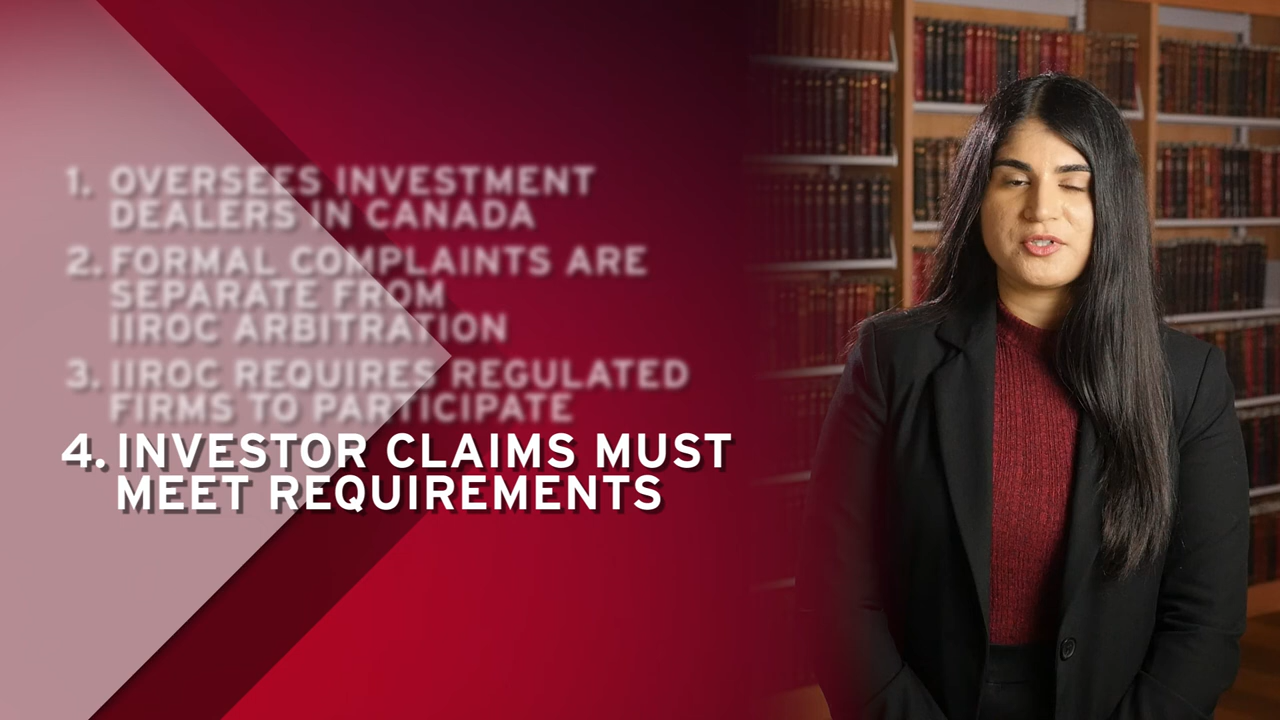 1. OVERSEES INVESTMENT
DEALERS IN CANADA
2. FORMAL COMPLAINTS ARE
SEPARATE FROM
IIROC ARBITRATION
3. IIROC REQUIRES REGULATED
FIRMS TO PARTICIPATE
4. INVESTOR CLAIMS MUST
MEET REQUIREMENTS